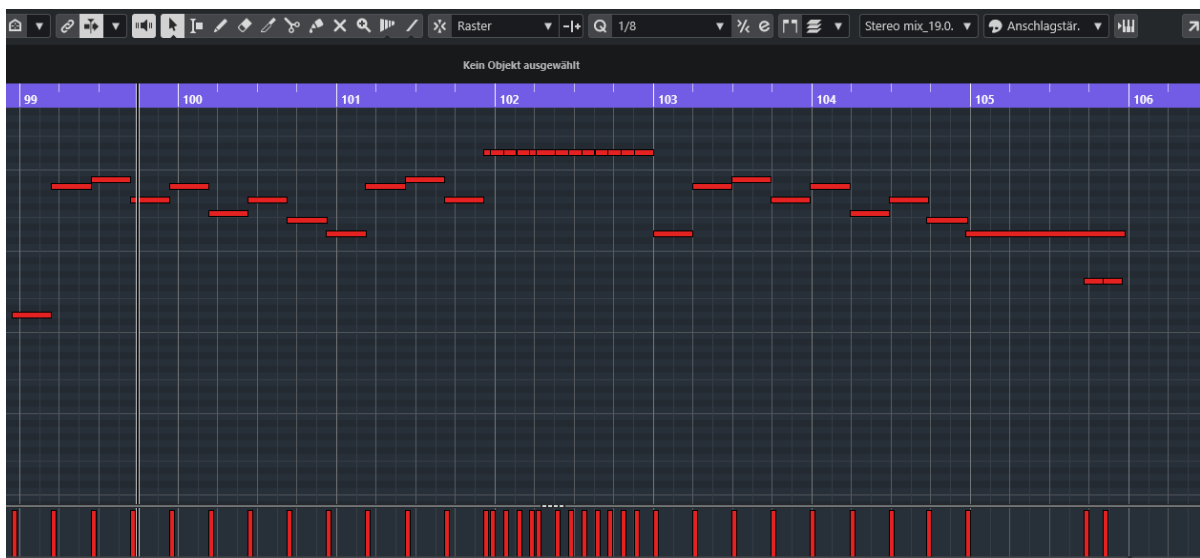 Raster Q 1/8 e Stereo mix_19.0. Anschlagstär.
Kein Objekt ausgewählt
99 100 101 102 103 104 105 106